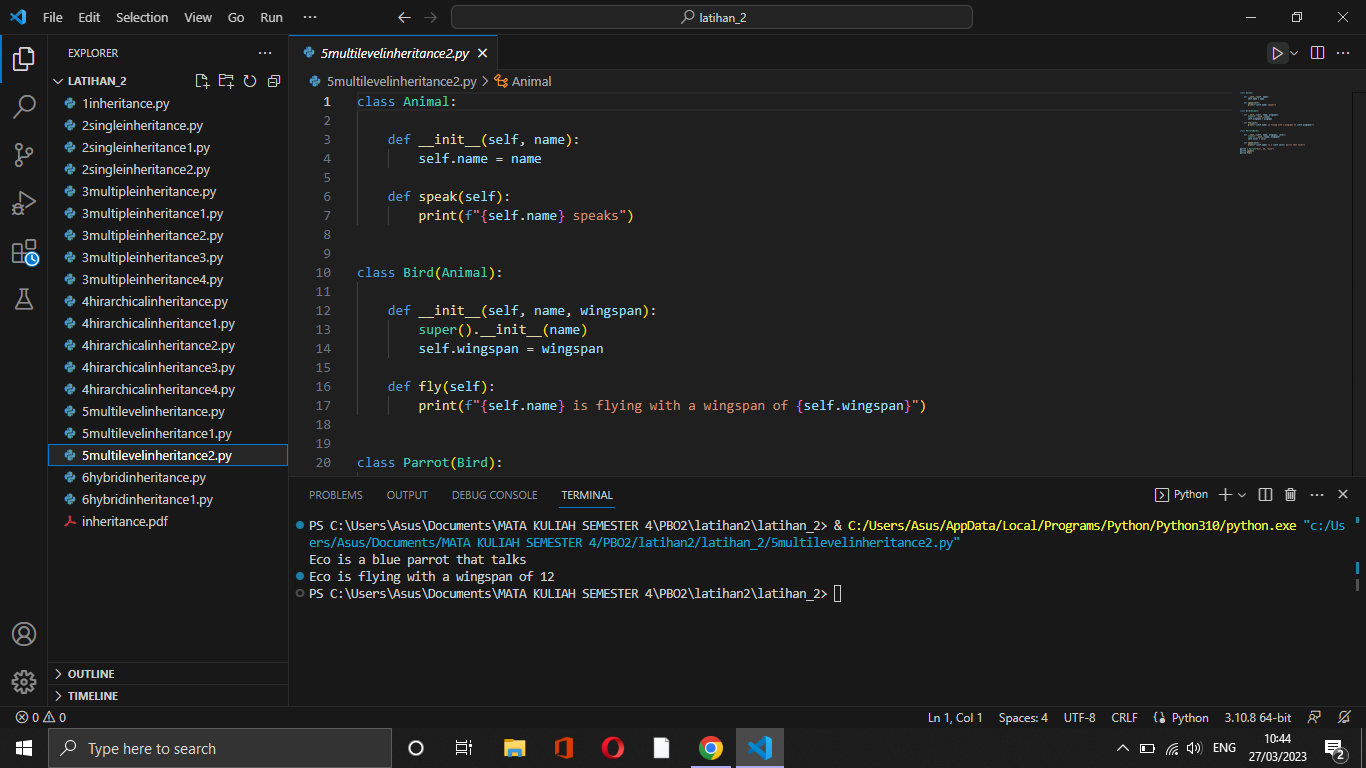 File Edit Selection View Go Run ··· latihan_2
EXPLORER ···
LATIHAN_2
1inheritance.py
2singleinheritance.py
2singleinheritance1.py
2singleinheritance2.py
3multipleinheritance.py
3multipleinheritance1.py
3multipleinheritance2.py
3multipleinheritance3.py
3multipleinheritance4.py
4hirarchicalinheritance.py
4hirarchicalinheritance1.py
4hirarchicalinheritance2.py
4hirarchicalinheritance3.py
4hirarchicalinheritance4.py
5multilevelinheritance.py
5multilevelinheritance1.py
5multilevelinheritance2.py
6hybridinheritance.py
6hybridinheritance1.py
inheritance.pdf
OUTLINE
TIMELINE
5multilevelinheritance2.py
5multilevelinheritance2.py > Animal
1 class Animal:
2
3 def __init__(self, name):
4 self.name = name
5
6 def speak(self):
7 print(f"{self.name} speaks")
8
9
10 class Bird(Animal):
11
12 def __init__(self, name, wingspan):
13 super().__init__(name)
14 self.wingspan = wingspan
15
16 def fly(self):
17 print(f"{self.name} is flying with a wingspan of {self.wingspan}")
18
19
20 class Parrot(Bird):
PROBLEMS OUTPUT DEBUG CONSOLE TERMINAL Python
PS C:\Users\Asus\Documents\MATA KULIAH SEMESTER 4\PBO2\latihan2\latihan_2> & C:/Users/Asus/AppData/Local/Programs/Python/Python310/python.exe "c:/Us
ers/Asus/Documents/MATA KULIAH SEMESTER 4/PBO2/latihan2/latihan_2/5multilevelinheritance2.py"
Eco is a blue parrot that talks
Eco is flying with a wingspan of 12
PS C:\Users\Asus\Documents\MATA KULIAH SEMESTER 4\PBO2\latihan2\latihan_2>
0 0 Ln 1, Col 1 Spaces: 4 UTF-8 CRLF Python 3.10.8 64-bit
Type here to search
ENG
10:44
27/03/2023
2